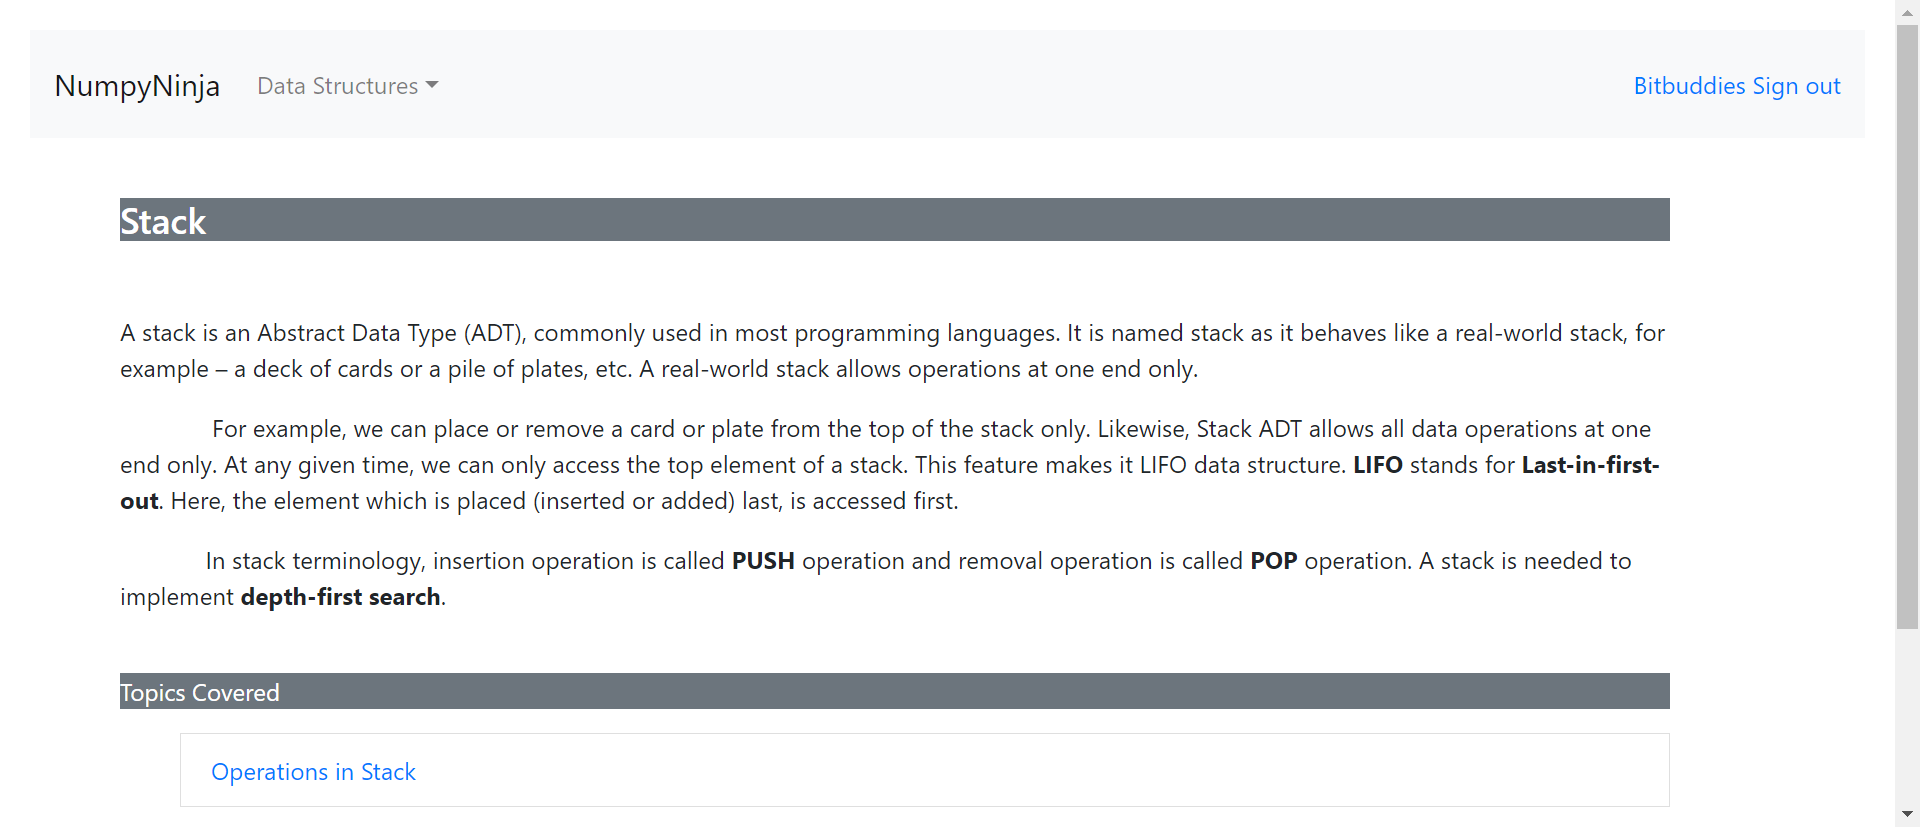 NumpyNinja Data Structures Bitbuddies Sign out
Stack
A stack is an Abstract Data Type (ADT), commonly used in most programming languages. It is named stack as it behaves like a real-world stack, for
example – a deck of cards or a pile of plates, etc. A real-world stack allows operations at one end only.
For example, we can place or remove a card or plate from the top of the stack only. Likewise, Stack ADT allows all data operations at one
end only. At any given time, we can only access the top element of a stack. This feature makes it LIFO data structure. LIFO stands for Last-in-first-
out. Here, the element which is placed (inserted or added) last, is accessed first.
In stack terminology, insertion operation is called PUSH operation and removal operation is called POP operation. A stack is needed to
implement depth-first search.
Topics Covered
Operations in Stack